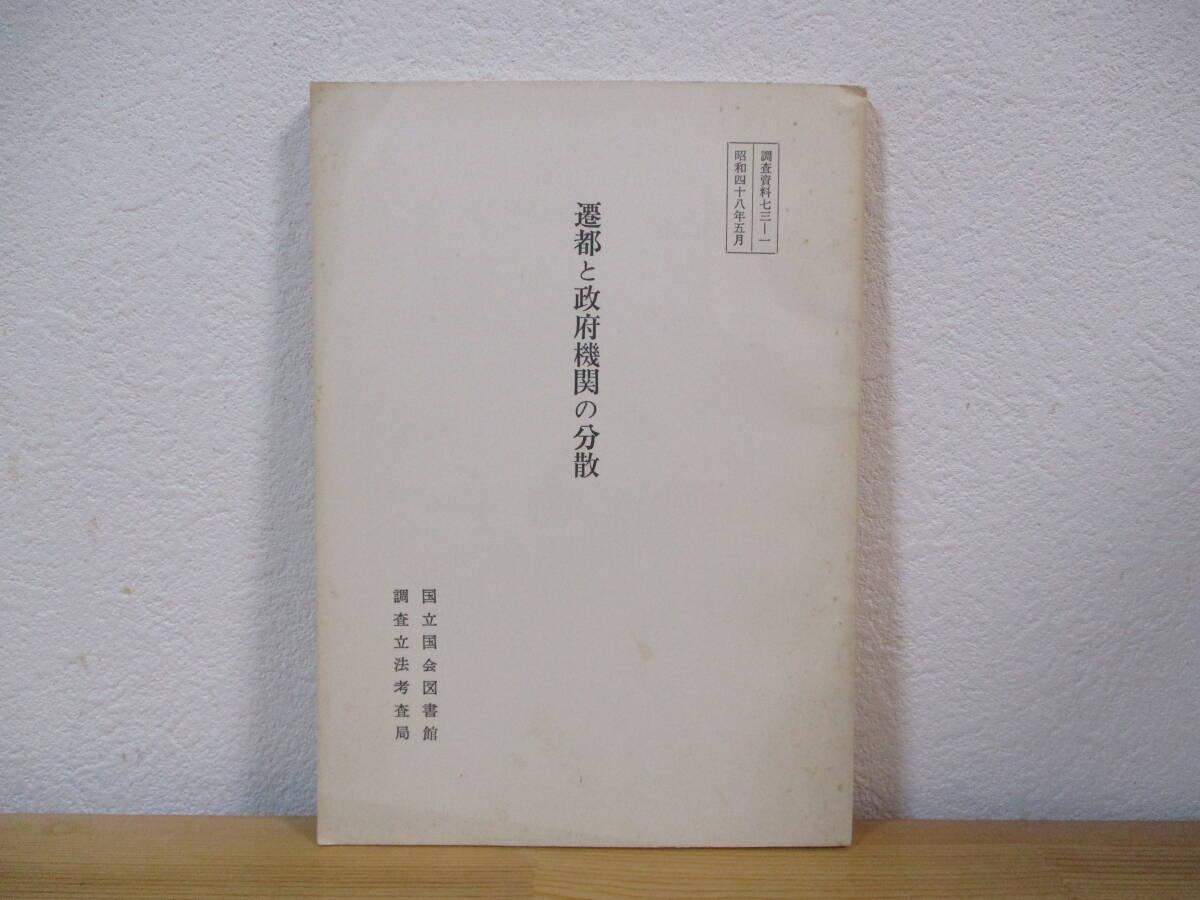 調査資料七三―一
昭和四十八年五月
遷都と政府機関の分散
国立国会図書館
調査立法考査局